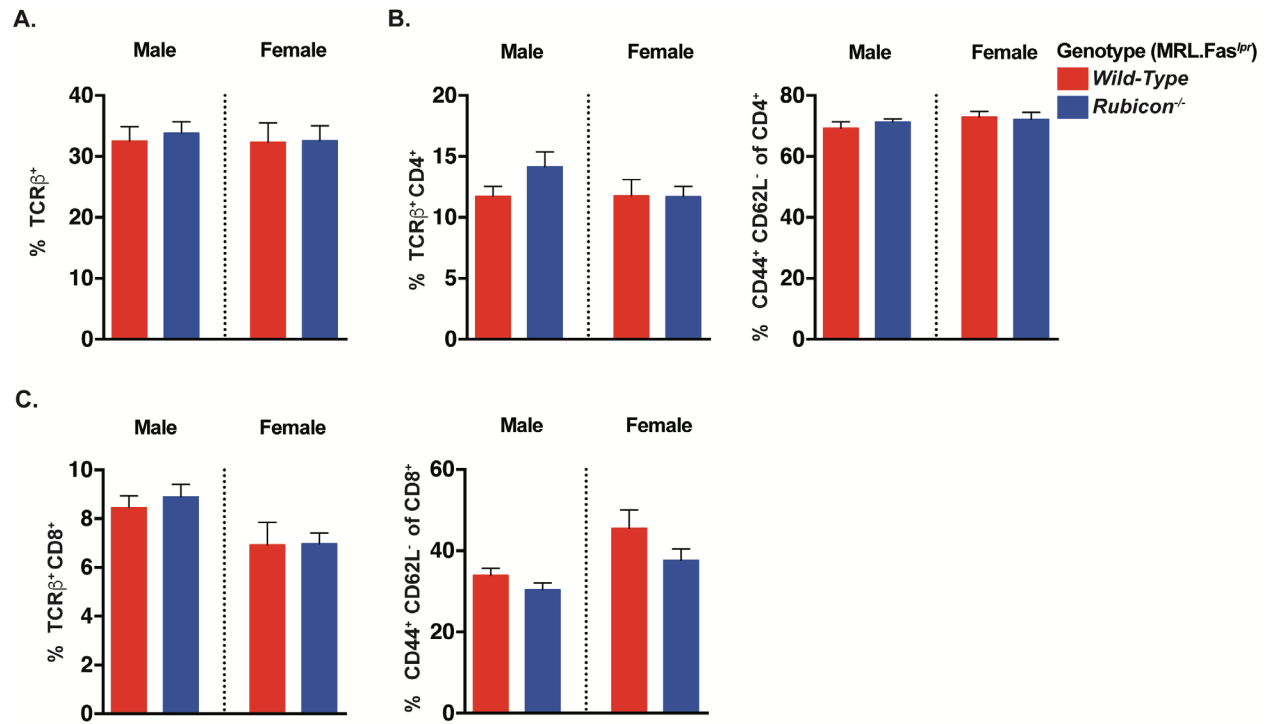 A.
Male Female
% TCRβ⁺
40
30
20
10
0
B.
Male Female
% TCRβ⁺ CD4⁺
20
15
10
5
0
Male Female
% CD44⁺ CD62L⁻ of CD4⁺
80
60
40
20
0
Genotype (MRL.Fasˡᵖʳ)
Wild-Type
Rubicon⁻/⁻
C.
Male Female
% TCRβ⁺ CD8⁺
10
8
6
4
2
0
Male Female
% CD44⁺ CD62L⁻ of CD8⁺
60
40
20
0